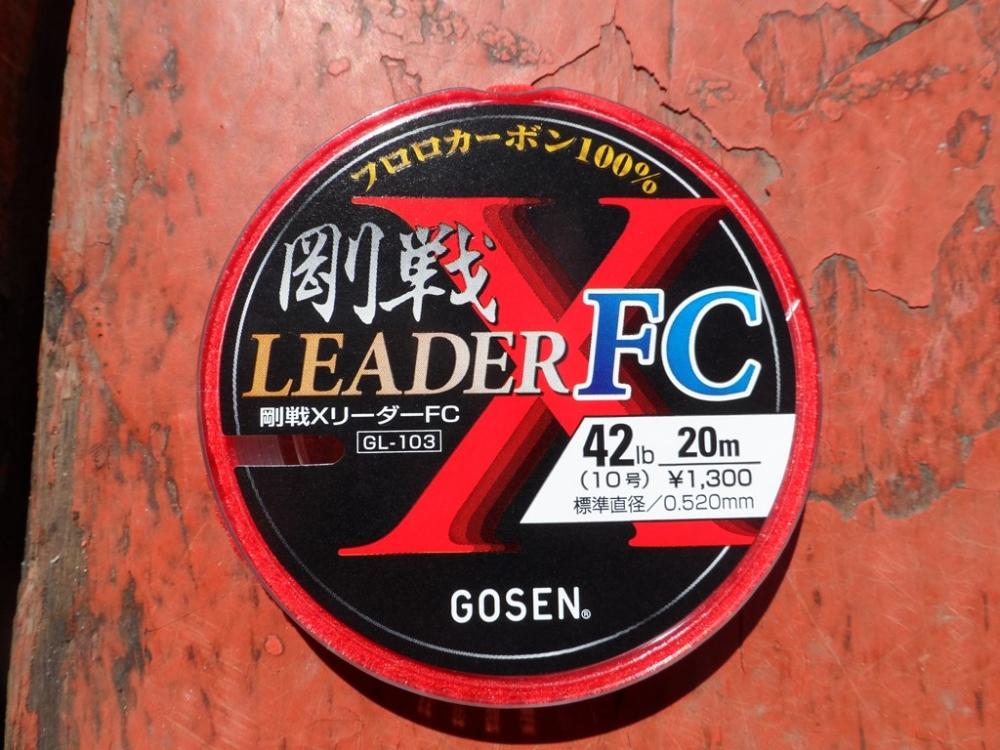 フロロカーボン100%
剛戦
X
LEADER FC
剛戦XリーダーFC
GL-103
42lb 20m
(10号) ¥1,300
標準直径/0.520mm
GOSEN®